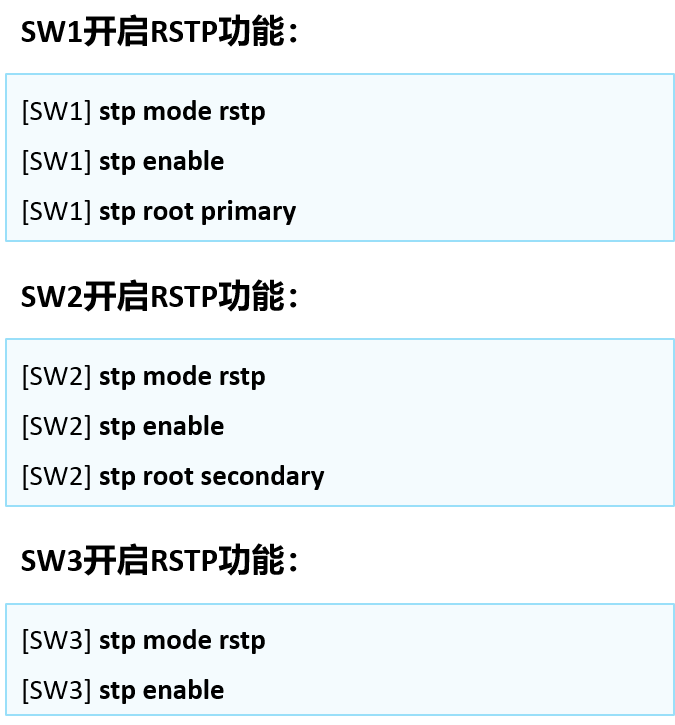 SW1开启RSTP功能：
[SW1] stp mode rstp
[SW1] stp enable
[SW1] stp root primary
SW2开启RSTP功能：
[SW2] stp mode rstp
[SW2] stp enable
[SW2] stp root secondary
SW3开启RSTP功能：
[SW3] stp mode rstp
[SW3] stp enable